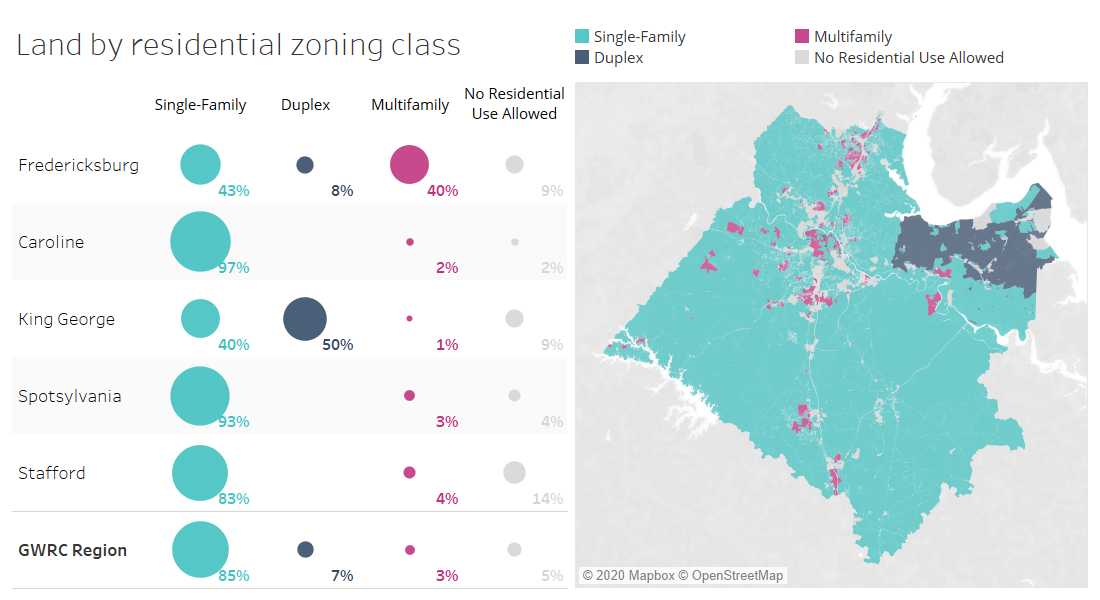 Land by residential zoning class
Single-Family
Multifamily
Duplex
No Residential Use Allowed
Single-Family Duplex Multifamily No Residential
Use Allowed
Fredericksburg
43% 8% 40% 9%
Caroline
97% 2% 2%
King George
40% 50% 1% 9%
Spotsylvania
93% 3% 4%
Stafford
83% 4% 14%
GWRC Region
85% 7% 3% 5%
© 2020 Mapbox © OpenStreetMap